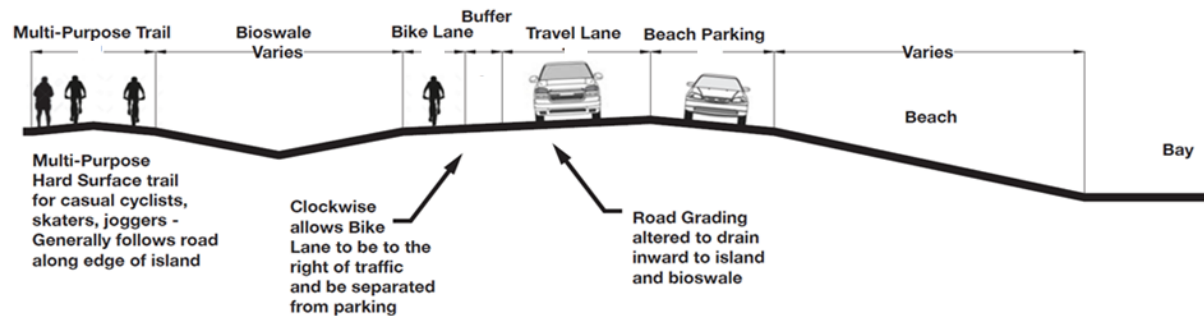 Buffer
Multi-Purpose Trail
Bioswale
Varies
Bike Lane
Travel Lane
Beach Parking
Varies
Beach
Bay
Multi-Purpose
Hard Surface trail
for casual cyclists,
skaters, joggers -
Generally follows road
along edge of island
Clockwise
allows Bike
Lane to be to the
right of traffic
and be separated
from parking
Road Grading
altered to drain
inward to island
and bioswale